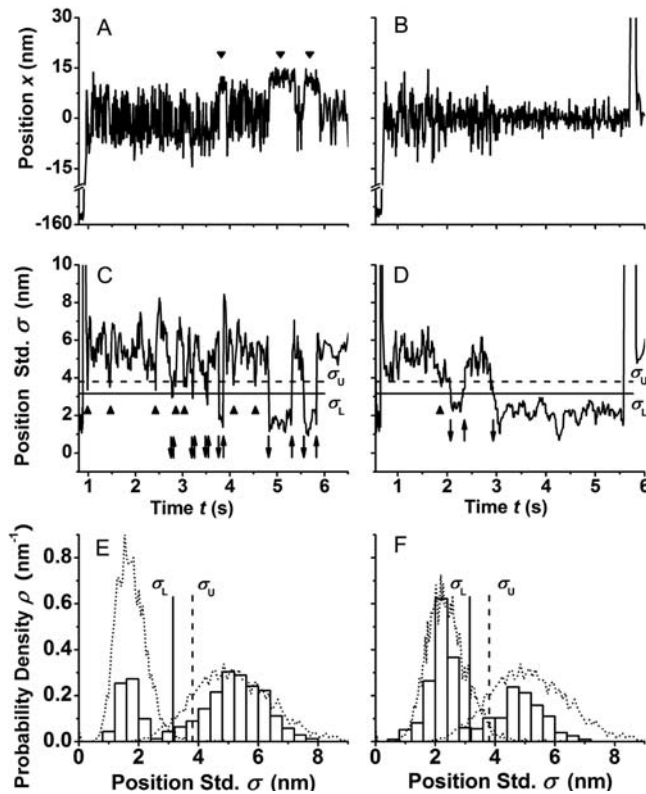 A
B
30
15
0
-15
-160
Position x (nm)
C
D
10
8
6
4
2
0
Position Std. σ (nm)
σU
σL
σU
σL
1 2 3 4 5 6
1 2 3 4 5 6
Time t (s)
Time t (s)
E
F
0.8
0.6
0.4
0.2
0.0
Probability Density ρ (nm⁻¹)
σL
σU
σL
σU
0 2 4 6 8
0 2 4 6 8
Position Std. σ (nm)
Position Std. σ (nm)